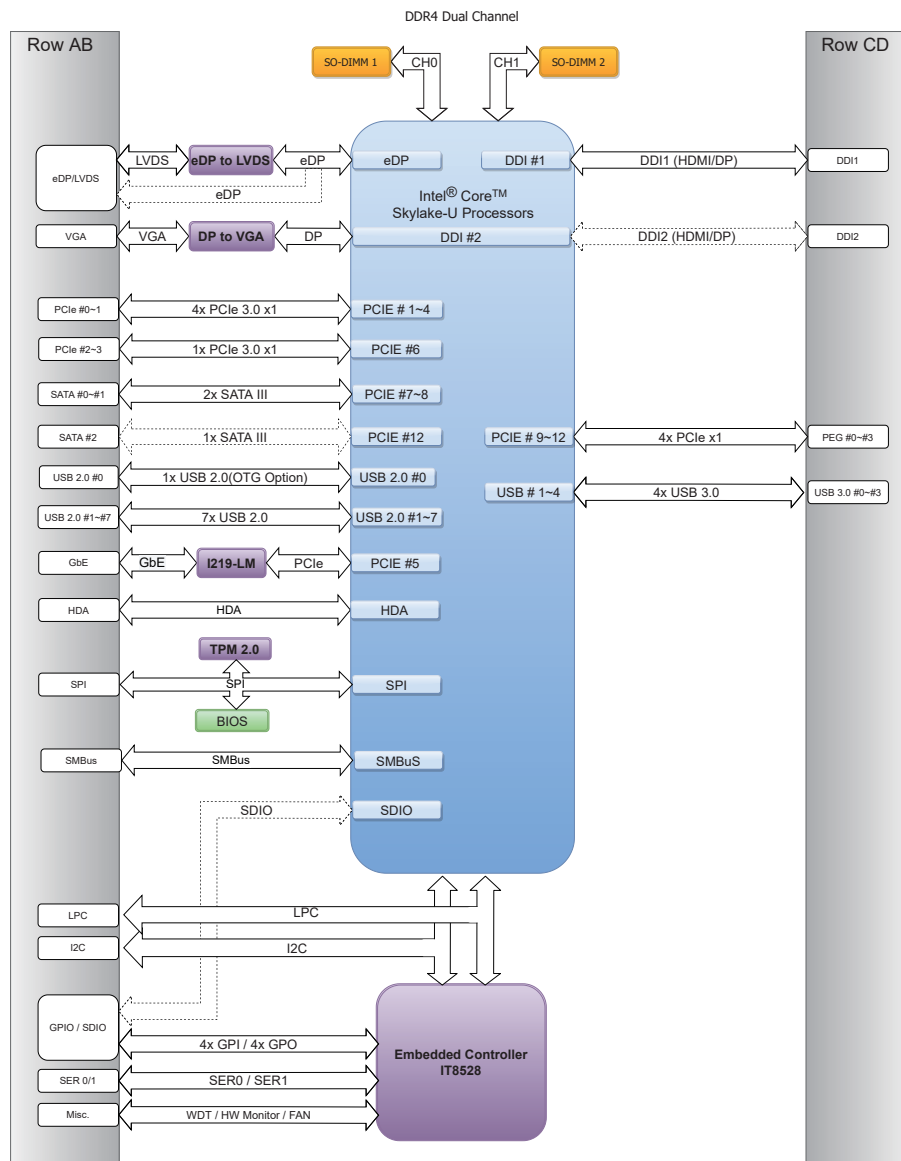 DDR4 Dual Channel
Row AB
Row CD
SO-DIMM 1
CH0
CH1
SO-DIMM 2
eDP/LVDS
LVDS
eDP to LVDS
eDP
eDP
eDP
DDI #1
DDI1 (HDMI/DP)
DDI1
Intel® Core™
Skylake-U Processors
VGA
VGA
DP to VGA
DP
DDI #2
DDI2 (HDMI/DP)
DDI2
PCIe #0~1
4x PCIe 3.0 x1
PCIE # 1~4
PCIe #2~3
1x PCIe 3.0 x1
PCIE #6
SATA #0~#1
2x SATA III
PCIE #7~8
SATA #2
1x SATA III
PCIE #12
PCIE # 9~12
4x PCIe x1
PEG #0~#3
USB 2.0 #0
1x USB 2.0(OTG Option)
USB 2.0 #0
USB # 1~4
4x USB 3.0
USB 3.0 #0~#3
USB 2.0 #1~#7
7x USB 2.0
USB 2.0 #1~7
GbE
GbE
I219-LM
PCIe
PCIE #5
HDA
HDA
HDA
TPM 2.0
SPI
SPI
SPI
BIOS
SMBus
SMBus
SMBuS
SDIO
SDIO
LPC
LPC
I2C
I2C
GPIO / SDIO
4x GPI / 4x GPO
Embedded Controller
IT8528
SER 0/1
SER0 / SER1
Misc.
WDT / HW Monitor / FAN